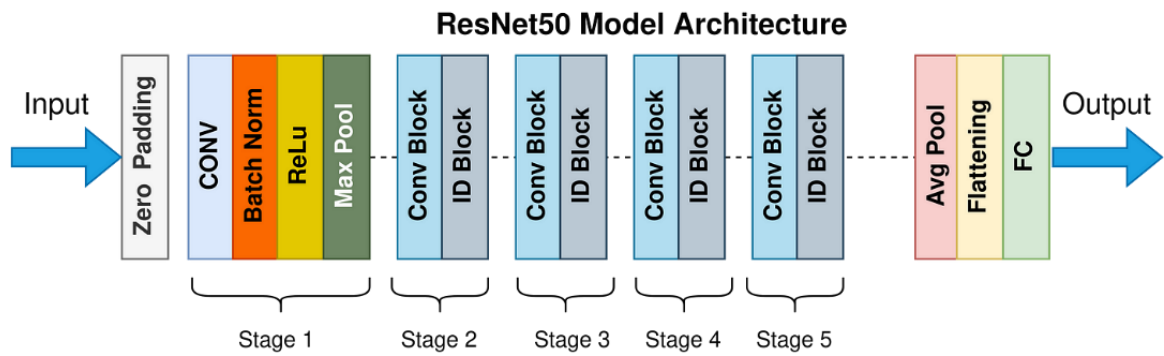 ResNet50 Model Architecture
Input
Zero Padding
CONV
Batch Norm
ReLu
Max Pool
Conv Block
ID Block
Conv Block
ID Block
Conv Block
ID Block
Conv Block
ID Block
Avg Pool
Flattening
FC
Output
Stage 1
Stage 2
Stage 3
Stage 4
Stage 5